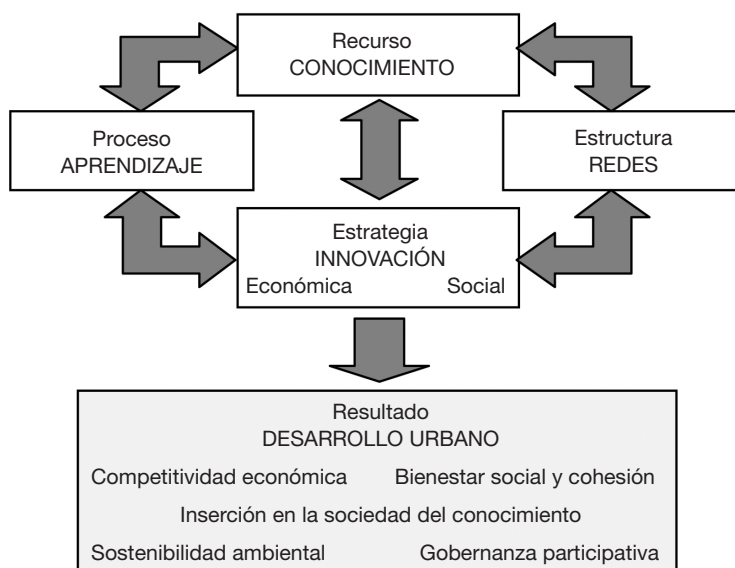 Recurso
CONOCIMIENTO
Proceso
APRENDIZAJE
Estructura
REDES
Estrategia
INNOVACIÓN
Económica Social
Resultado
DESARROLLO URBANO
Competitividad económica Bienestar social y cohesión
Inserción en la sociedad del conocimiento
Sostenibilidad ambiental Gobernanza participativa